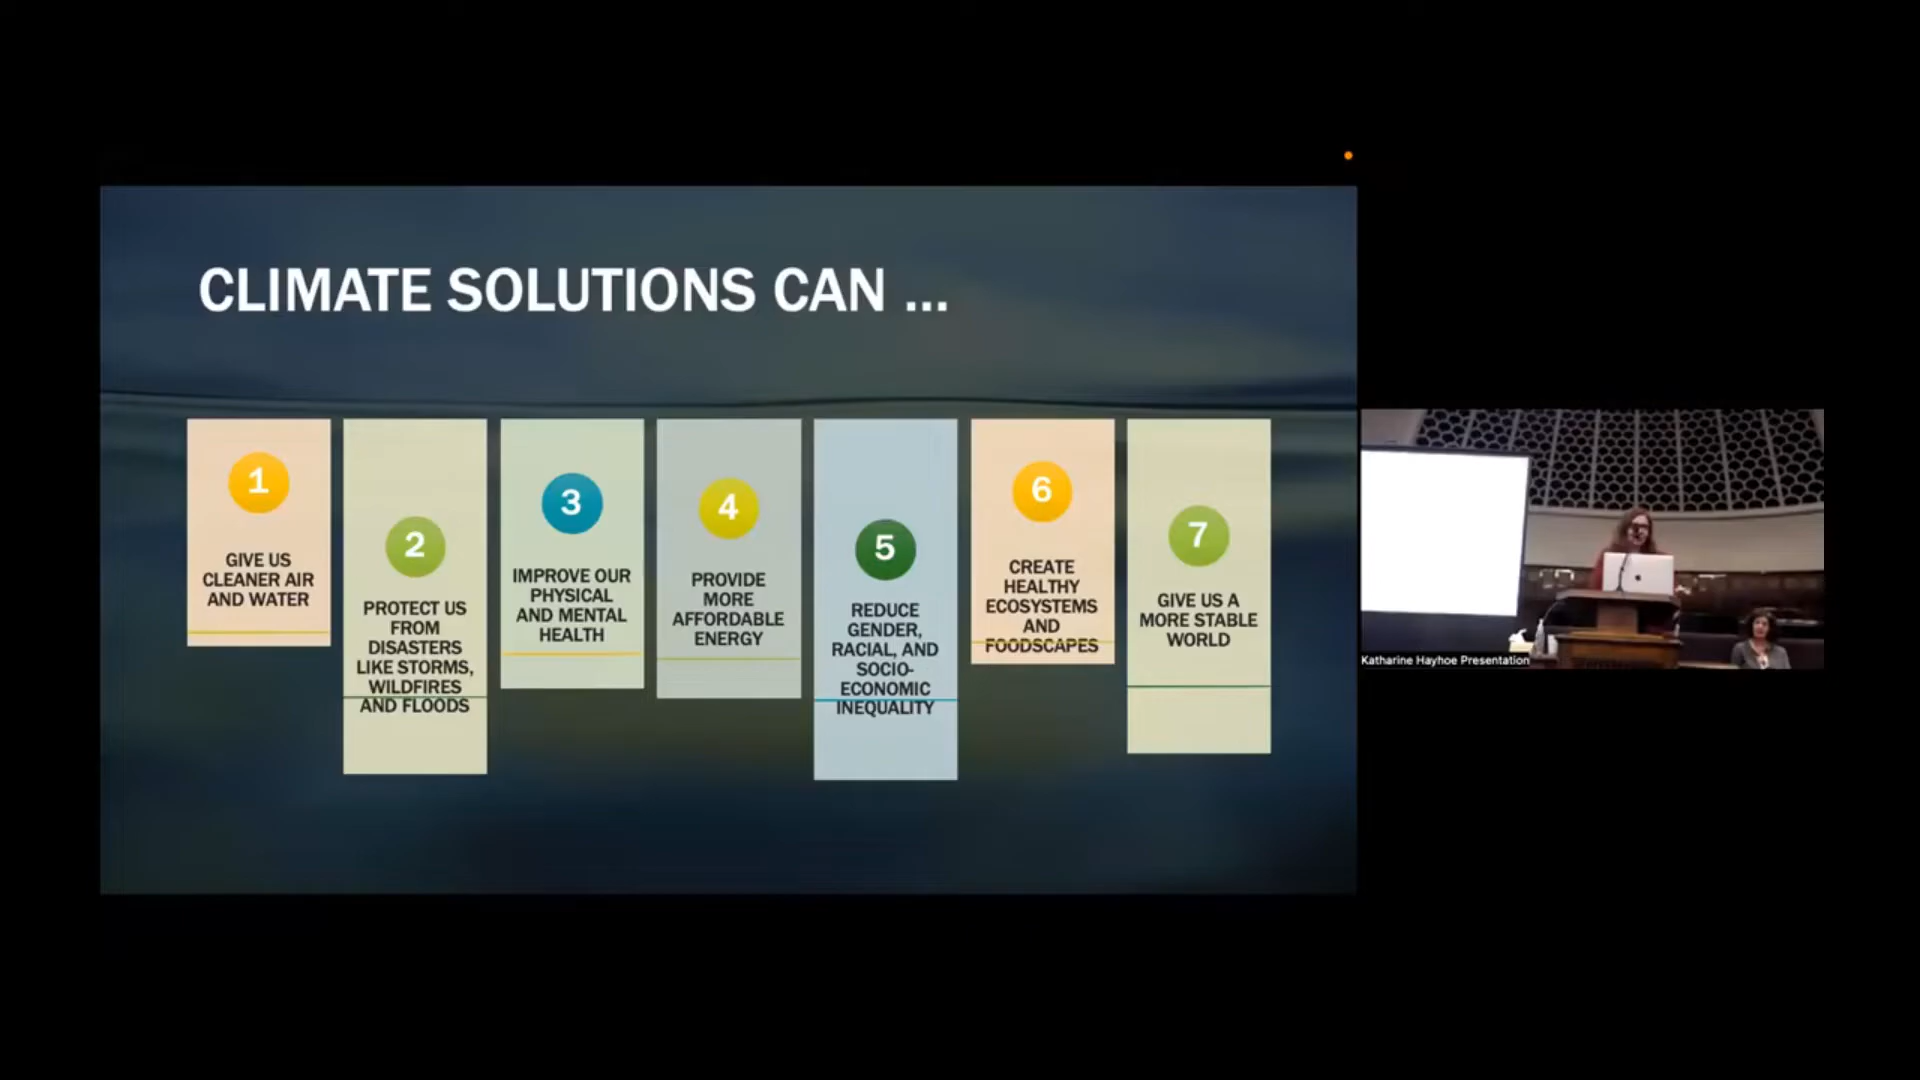 CLIMATE SOLUTIONS CAN ...
1
GIVE US
CLEANER AIR
AND WATER
2
PROTECT US
FROM
DISASTERS
LIKE STORMS,
WILDFIRES
AND FLOODS
3
IMPROVE OUR
PHYSICAL
AND MENTAL
HEALTH
4
PROVIDE
MORE
AFFORDABLE
ENERGY
5
REDUCE
GENDER,
RACIAL, AND
SOCIO-
ECONOMIC
INEQUALITY
6
CREATE
HEALTHY
ECOSYSTEMS
AND
FOODSCAPES
7
GIVE US A
MORE STABLE
WORLD
Katharine Hayhoe Presentation